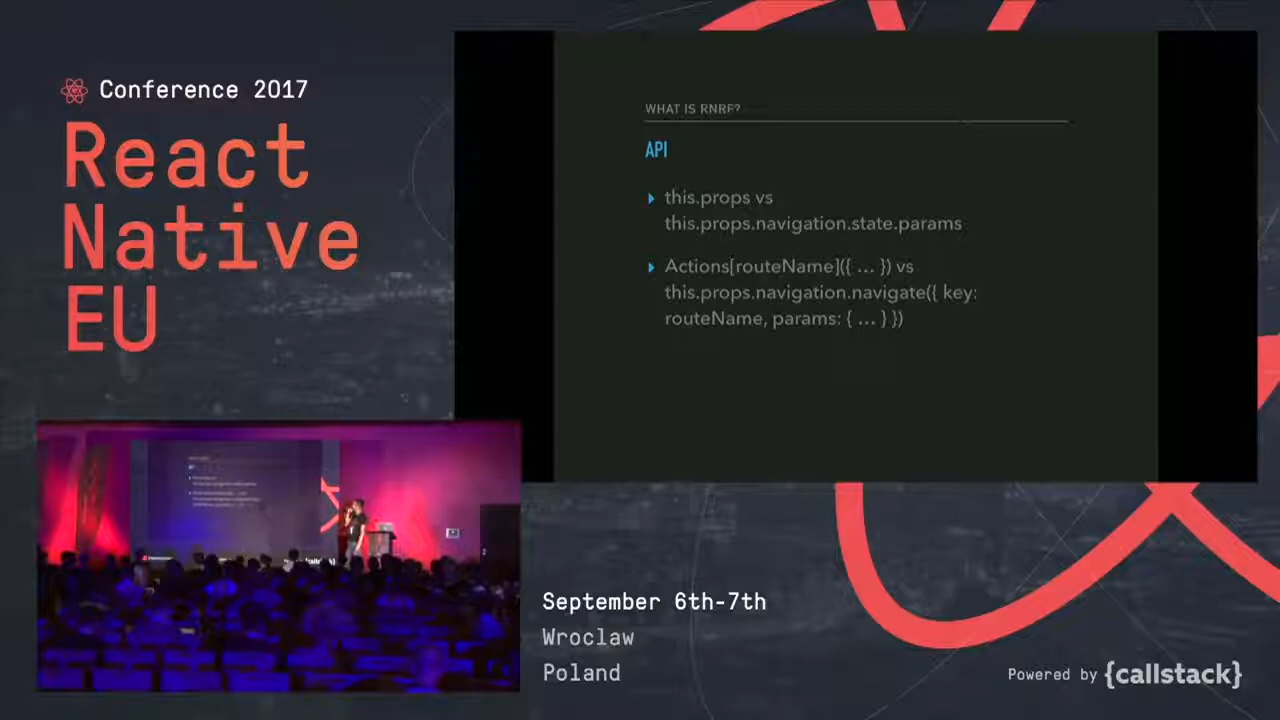 Conference 2017
React
Native
EU
WHAT IS RNRF?
API
this.props vs
this.props.navigation.state.params
Actions[routeName]({ ... }) vs
this.props.navigation.navigate({ key:
routeName, params: { ... } })
September 6th-7th
Wroclaw
Poland
Powered by {callstack}